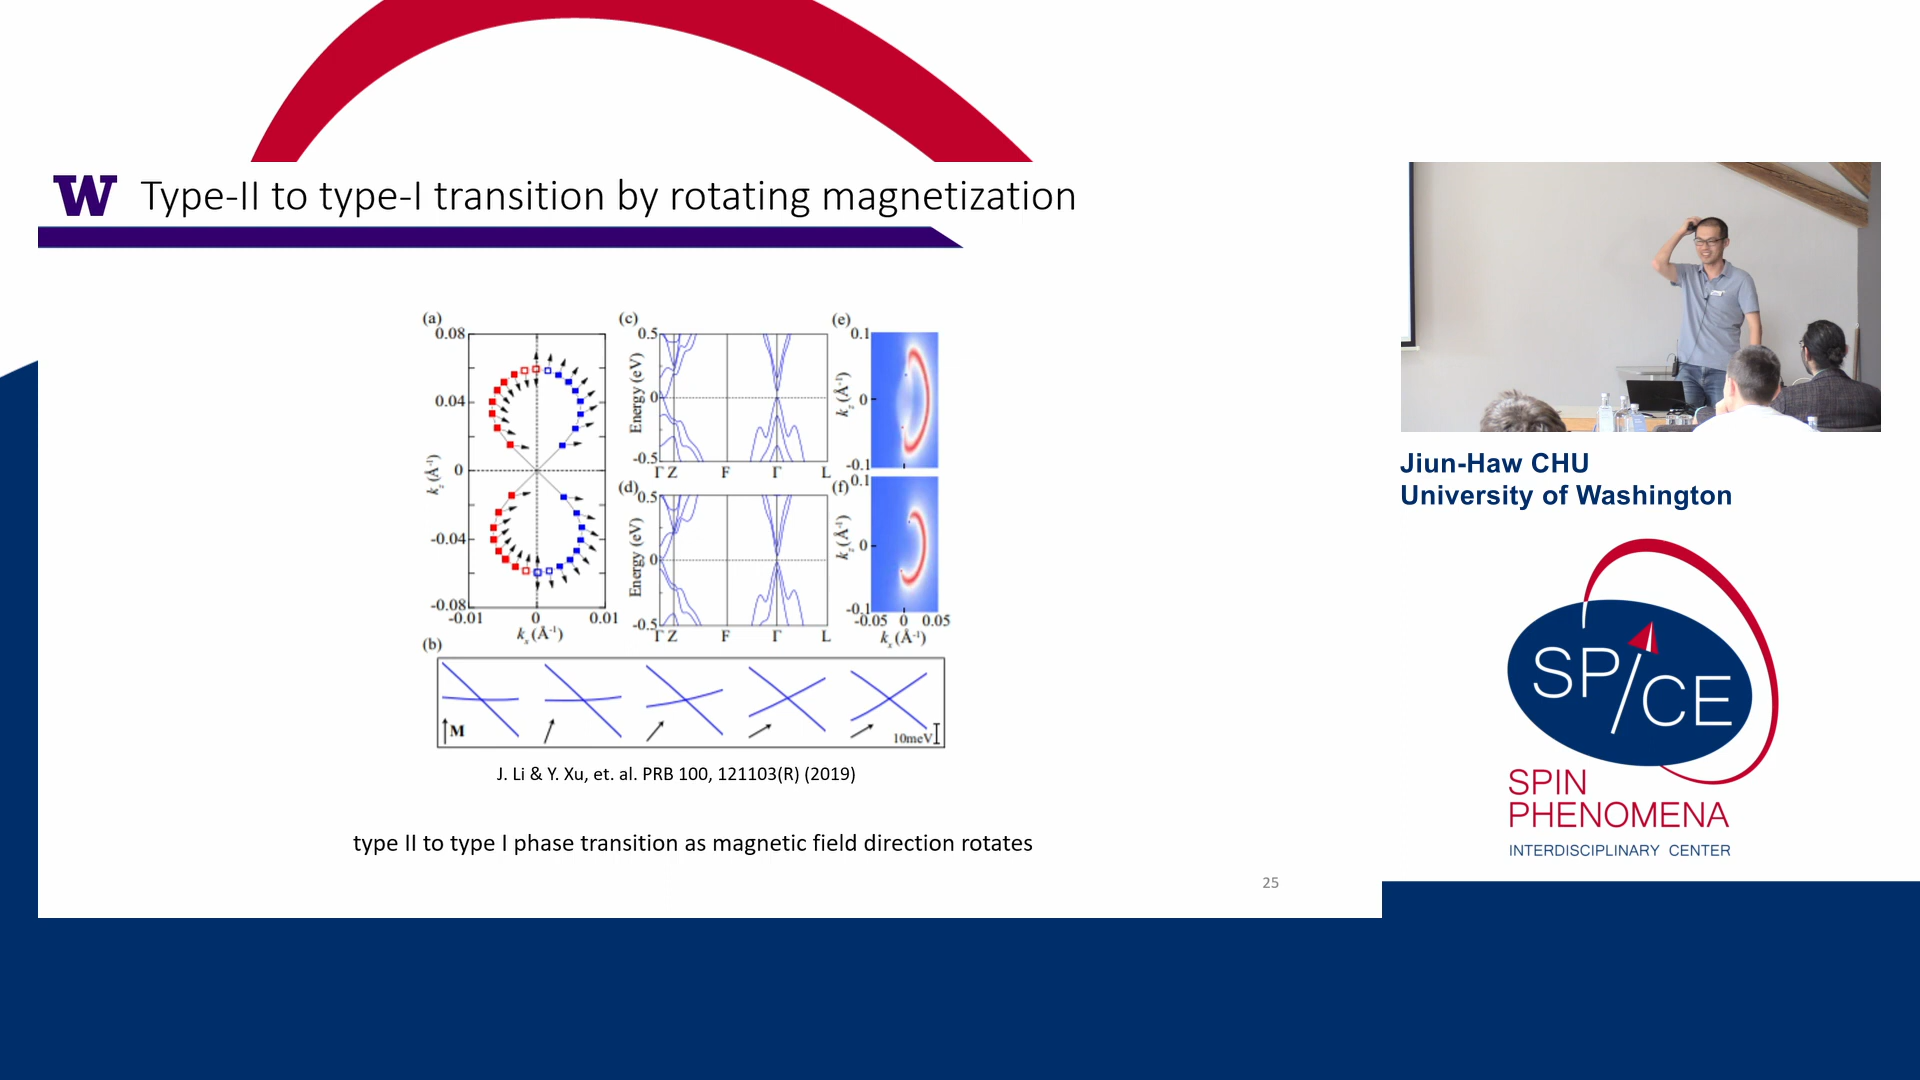 W Type-II to type-I transition by rotating magnetization
(a)
0.08
0.04
0
-0.04
-0.08
-0.01 0 0.01
kz (Å-1)
kx (Å-1)
(c)
0.5
0
-0.5
Energy (eV)
Γ Z F Γ L
(d)
0.5
0
-0.5
Energy (eV)
Γ Z F Γ L
(e)
0.1
0
-0.1
kz (Å-1)
(f)
0.1
0
-0.1
kz (Å-1)
-0.05 0 0.05
kx (Å-1)
(b)
M
10meV
J. Li & Y. Xu, et. al. PRB 100, 121103(R) (2019)
type II to type I phase transition as magnetic field direction rotates
25
Jiun-Haw CHU
University of Washington
SP/CE
SPIN
PHENOMENA
INTERDISCIPLINARY CENTER